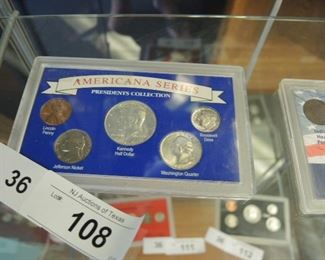 AMERICANA SERIES
PRESIDENTS COLLECTION
Lincoln
Penny
Kennedy
Half Dollar
Roosevelt
Dime
Jefferson Nickel
Washington Quarter
36
NJ Auctions of Texas
Lot#:
108
36
111
36
112